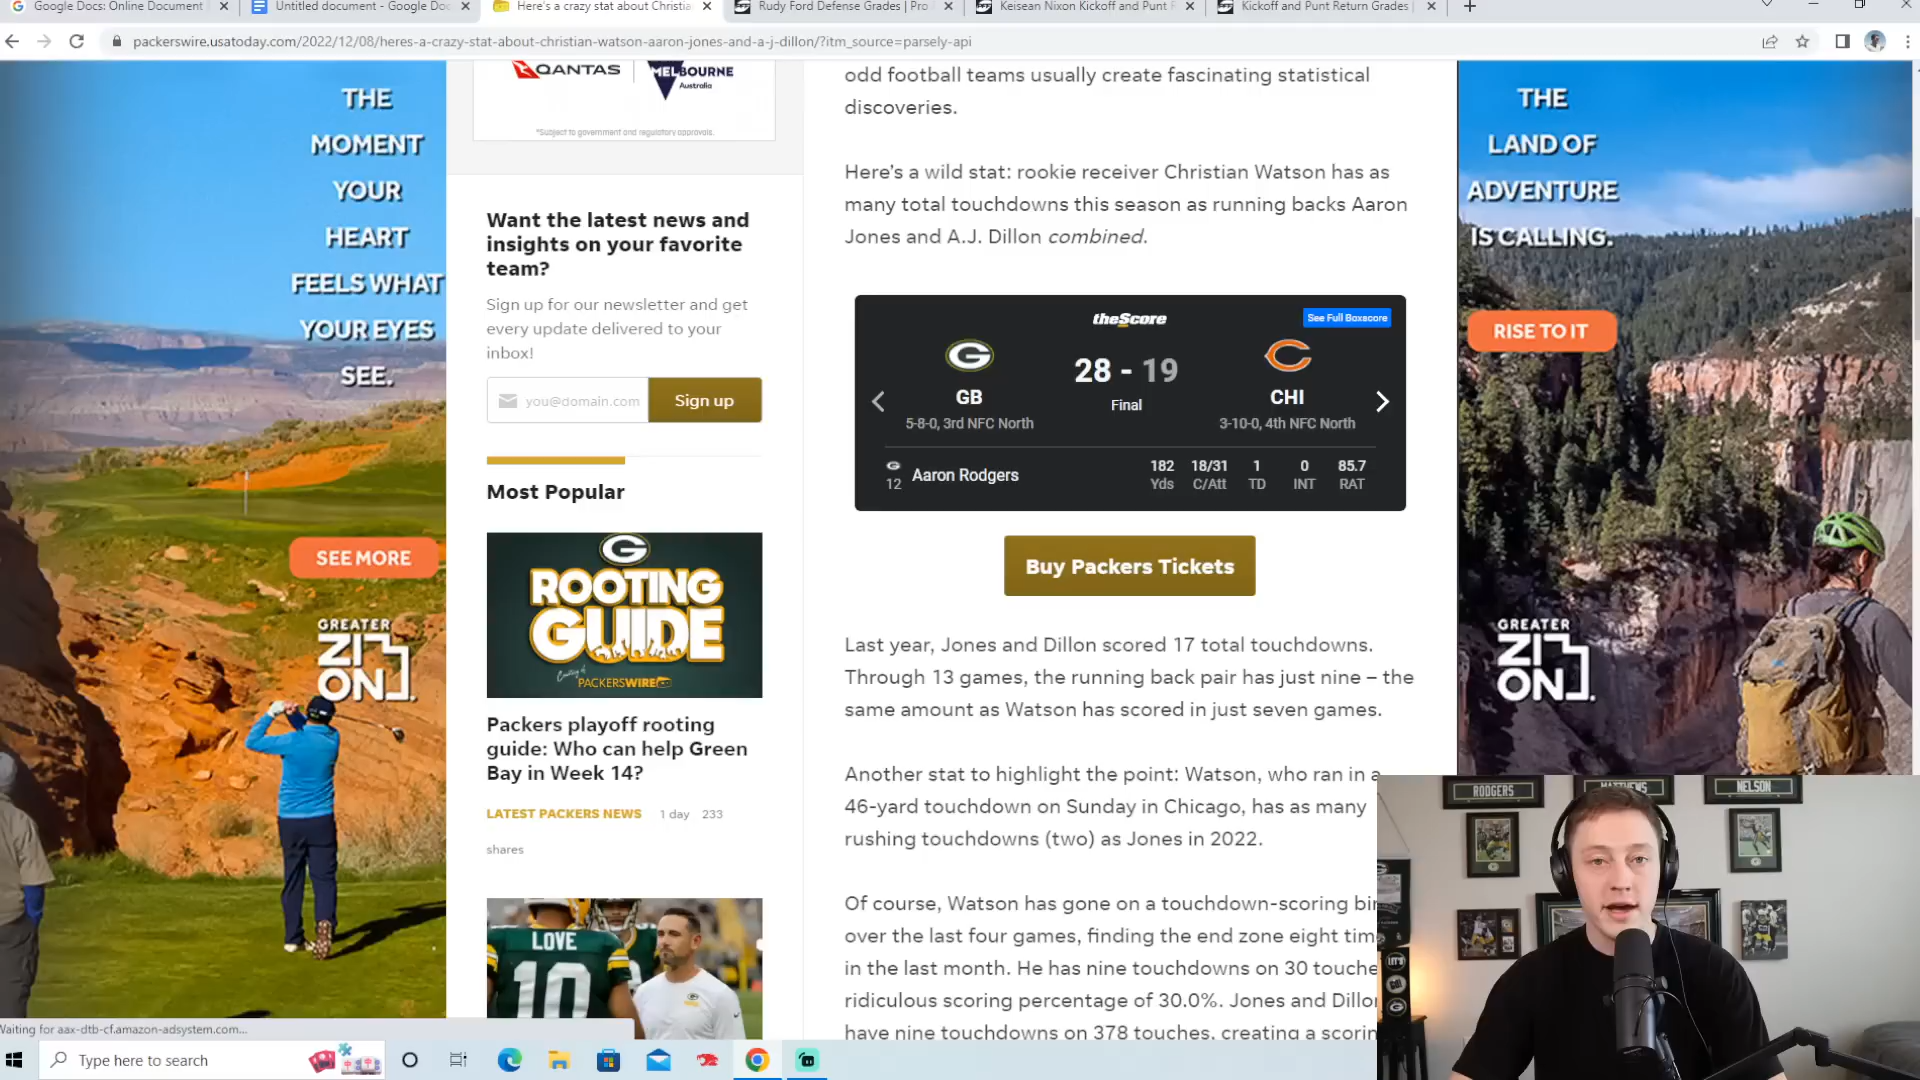 Google Docs: Online Document
Untitled document - Google Doc
Here's a crazy stat about Christia
Rudy Ford Defense Grades | Pro
Keisean Nixon Kickoff and Punt F
Kickoff and Punt Return Grades |
packerswire.usatoday.com/2022/12/08/heres-a-crazy-stat-about-christian-watson-aaron-jones-and-a-j-dillon/?itm_source=parsely-api
THE
MOMENT
YOUR
HEART
FEELS WHAT
YOUR EYES
SEE.
SEE MORE
GREATER
ZION
QANTAS
MELBOURNE
Australia
*Subject to government and regulatory approvals.
Want the latest news and
insights on your favorite
team?
Sign up for our newsletter and get
every update delivered to your
inbox!
you@domain.com
Sign up
Most Popular
G
ROOTING
GUIDE
Courtesy of
PACKERSWIRE
Packers playoff rooting
guide: Who can help Green
Bay in Week 14?
LATEST PACKERS NEWS 1 day 233
shares
LOVE
10
odd football teams usually create fascinating statistical
discoveries.
Here's a wild stat: rookie receiver Christian Watson has as
many total touchdowns this season as running backs Aaron
Jones and A.J. Dillon combined.
theScore
See Full Boxscore
G
28 - 19
GB
Final
CHI
5-8-0, 3rd NFC North
3-10-0, 4th NFC North
12 Aaron Rodgers
182 18/31 1 0 85.7
Yds C/Att TD INT RAT
Buy Packers Tickets
Last year, Jones and Dillon scored 17 total touchdowns.
Through 13 games, the running back pair has just nine – the
same amount as Watson has scored in just seven games.
Another stat to highlight the point: Watson, who ran in a
46-yard touchdown on Sunday in Chicago, has as many
rushing touchdowns (two) as Jones in 2022.
Of course, Watson has gone on a touchdown-scoring bin
over the last four games, finding the end zone eight tim
in the last month. He has nine touchdowns on 30 touche
ridiculous scoring percentage of 30.0%. Jones and Dillon
have nine touchdowns on 378 touches, creating a scorin
THE
LAND OF
ADVENTURE
IS CALLING.
RISE TO IT
GREATER
ZION
RODGERS
MATTHEWS
NELSON
Waiting for aax-dtb-cf.amazon-adsystem.com...
Type here to search